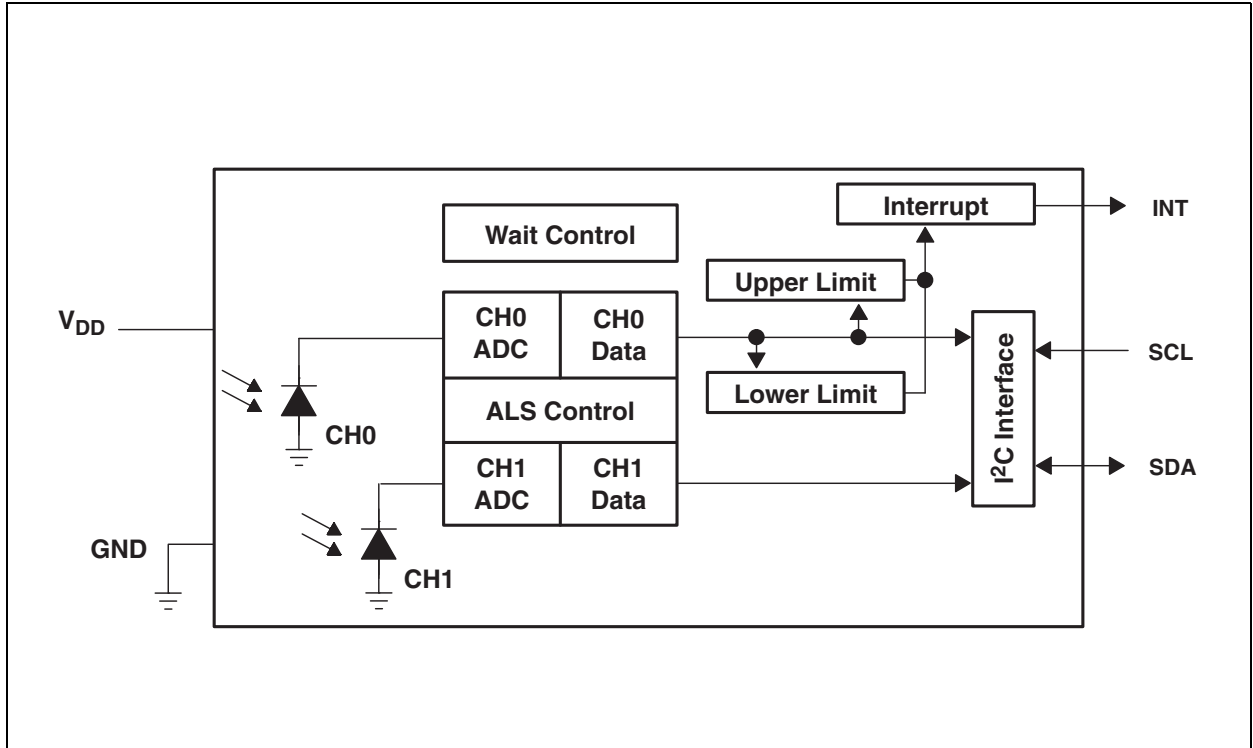 Interrupt
INT
Wait Control
Upper Limit
V_DD
CH0
ADC
CH0
Data
SCL
Lower Limit
ALS Control
CH0
I²C Interface
CH1
ADC
CH1
Data
SDA
GND
CH1